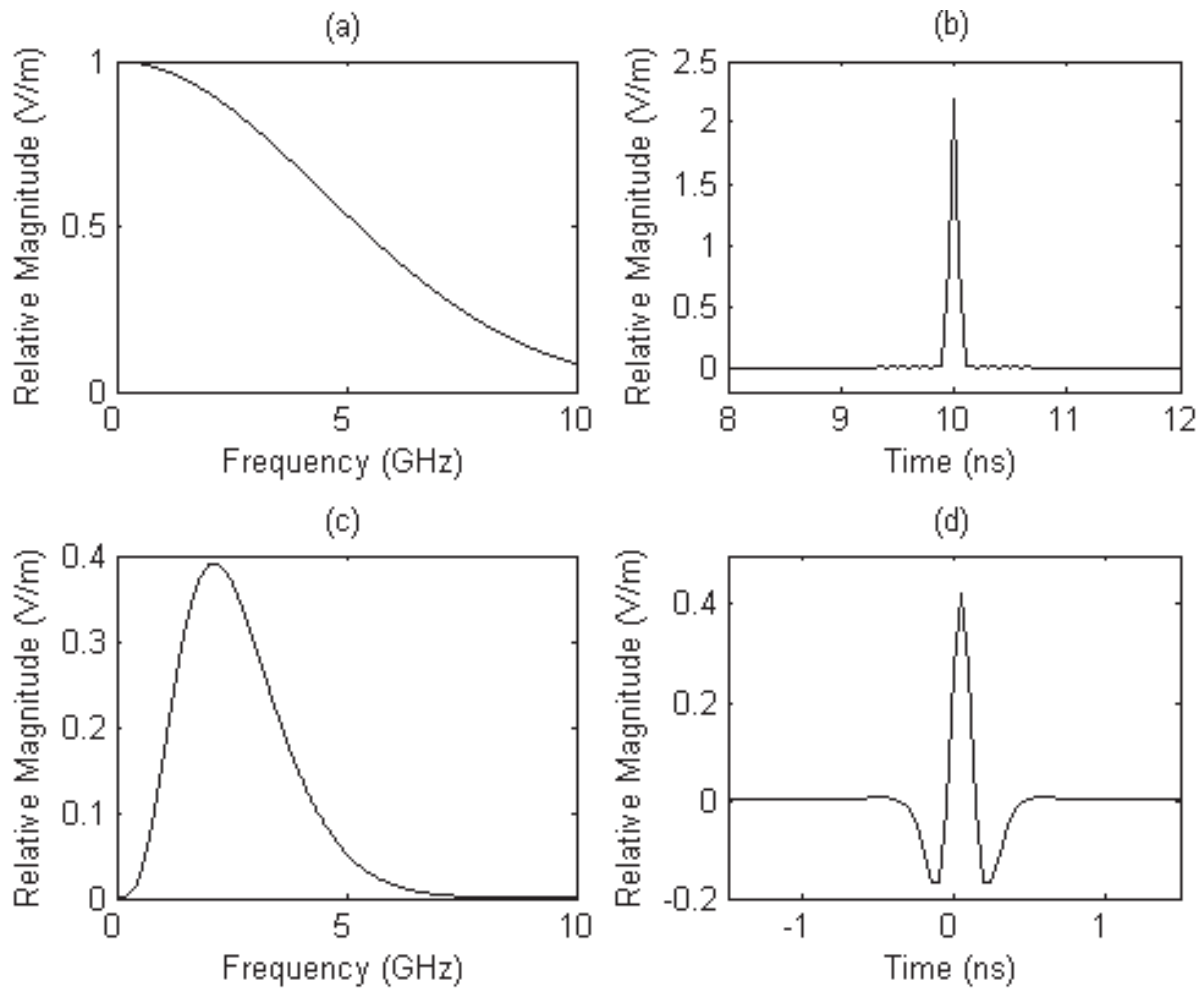 (a)
Relative Magnitude (V/m)
1
0.5
0
0
5
10
Frequency (GHz)
(b)
Relative Magnitude (V/m)
2.5
2
1.5
1
0.5
0
8
9
10
11
12
Time (ns)
(c)
Relative Magnitude (V/m)
0.4
0.3
0.2
0.1
0
0
5
10
Frequency (GHz)
(d)
Relative Magnitude (V/m)
0.4
0.2
0
-0.2
-1
0
1
Time (ns)